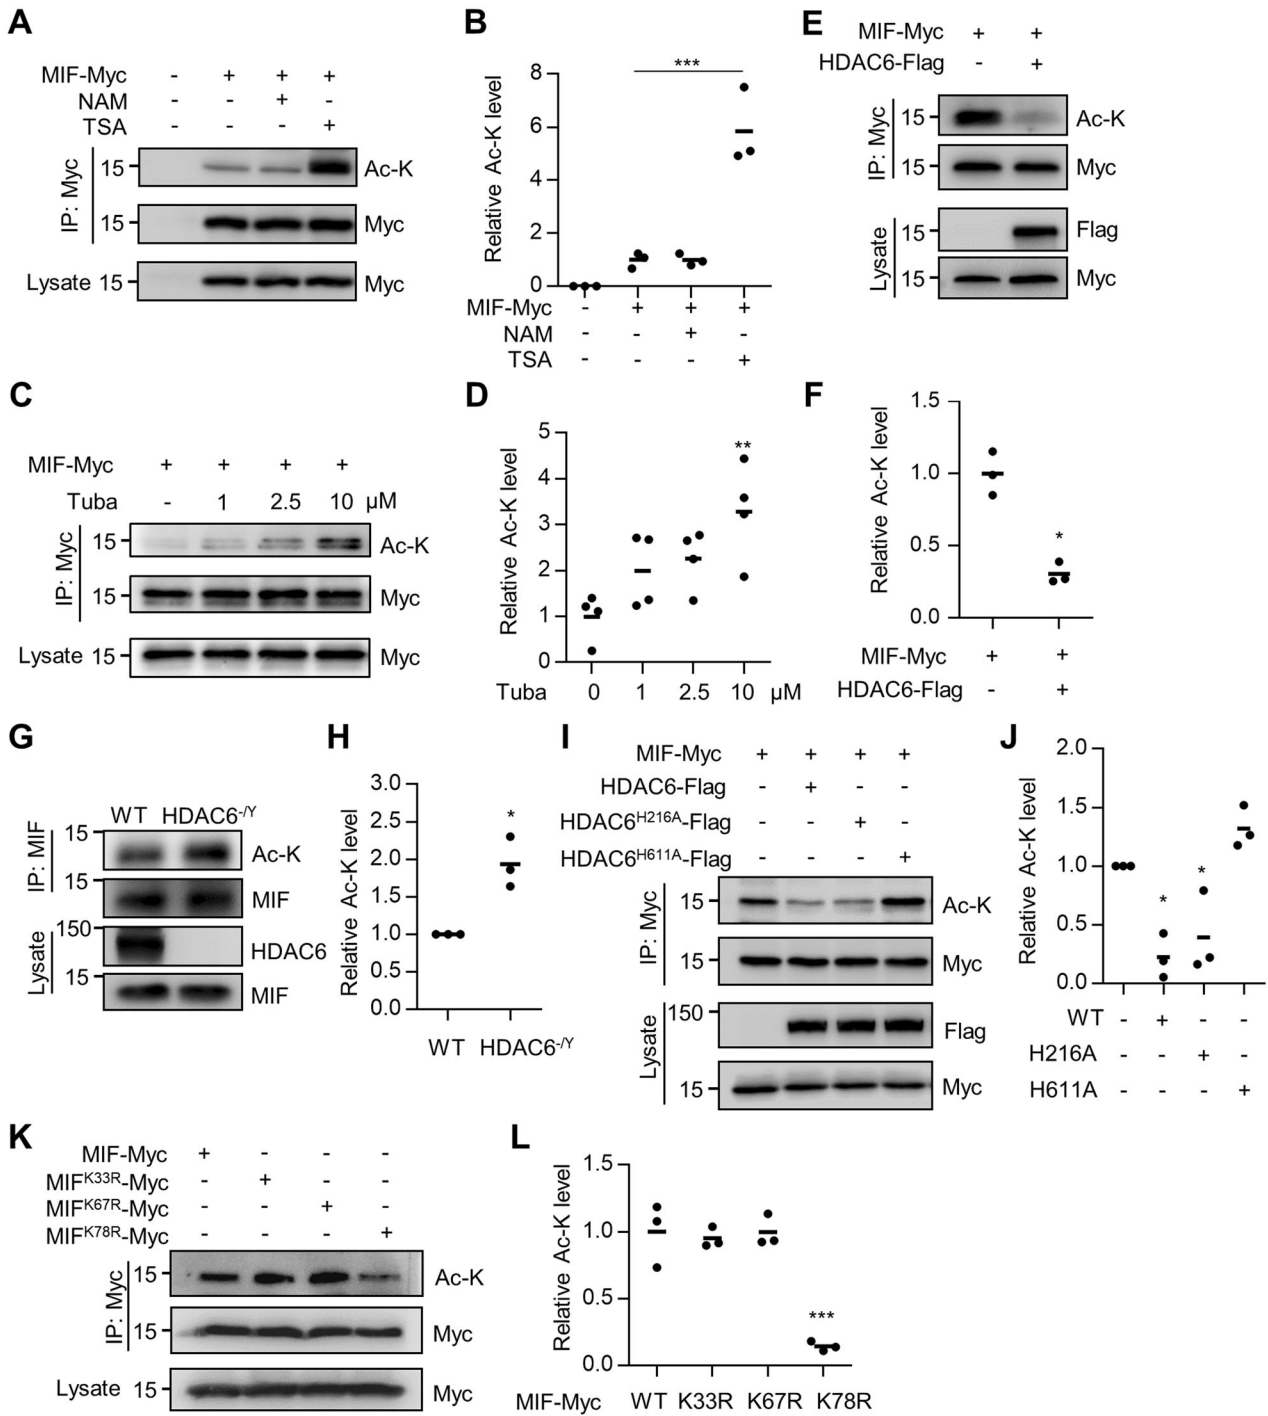 A
MIF-Myc - + + +
NAM - - + -
TSA - - - +
IP: Myc
15 Ac-K
15 Myc
Lysate 15 Myc
B
***
Relative Ac-K level
8
6
4
2
0
MIF-Myc - + + +
NAM - - + -
TSA - - - +
E
MIF-Myc + +
HDAC6-Flag - +
IP: Myc
15 Ac-K
15 Myc
Lysate
15 Flag
15 Myc
C
MIF-Myc + + + +
Tuba - 1 2.5 10 µM
IP: Myc
15 Ac-K
15 Myc
Lysate 15 Myc
D
Relative Ac-K level
5
4
3
2
1
0
**
Tuba 0 1 2.5 10 µM
F
Relative Ac-K level
1.5
1.0
0.5
0.0
*
MIF-Myc + +
HDAC6-Flag - +
G
WT HDAC6-/Y
IP: MIF
15 Ac-K
MIF
Lysate
150 HDAC6
15 MIF
H
Relative Ac-K level
3.0
2.5
2.0
1.5
1.0
0.5
0.0
*
WT HDAC6-/Y
I
MIF-Myc + + + +
HDAC6-Flag - + - -
HDAC6H216A-Flag - - + -
HDAC6H611A-Flag - - - +
IP: Myc
15 Ac-K
15 Myc
Lysate
150 Flag
15 Myc
J
Relative Ac-K level
2.0
1.5
1.0
0.5
0.0
* *
WT - + - -
H216A - - + -
H611A - - - +
K
MIF-Myc + - - -
MIFK33R-Myc - + - -
MIFK67R-Myc - - + -
MIFK78R-Myc - - - +
IP: Myc
15 Ac-K
15 Myc
Lysate 15 Myc
L
Relative Ac-K level
1.5
1.0
0.5
0.0
***
MIF-Myc WT K33R K67R K78R